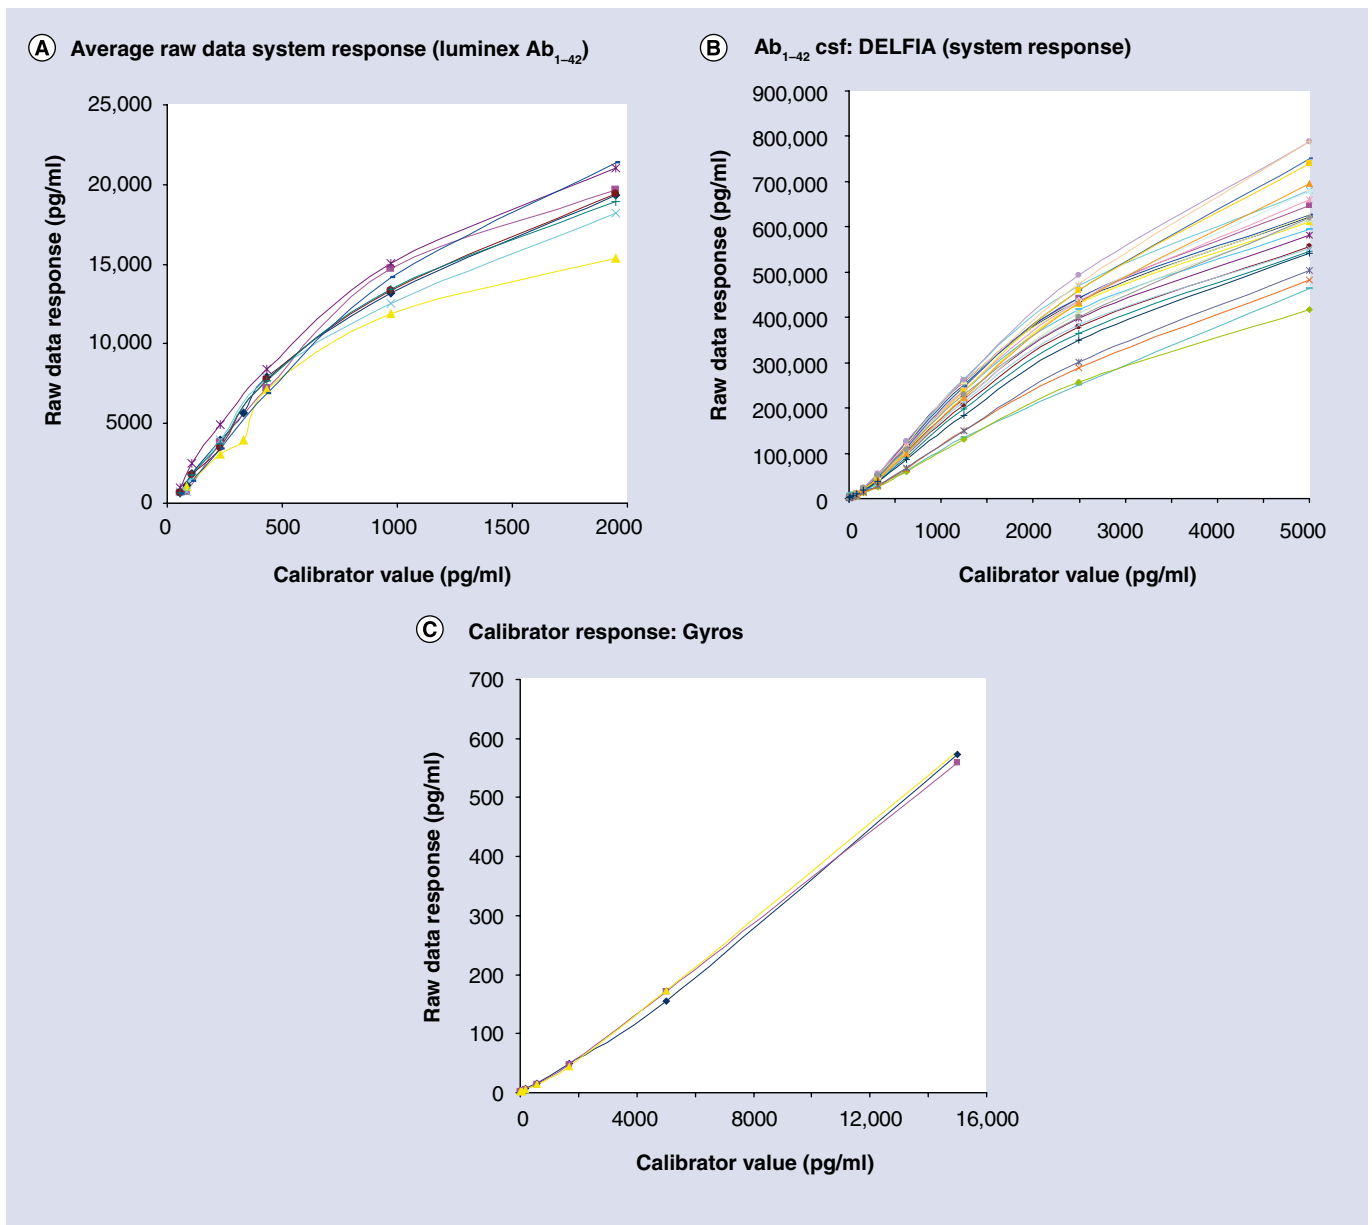 A Average raw data system response (luminex Ab1–42)
25,000
20,000
15,000
10,000
5000
0
Raw data response (pg/ml)
0 500 1000 1500 2000
Calibrator value (pg/ml)
B Ab1–42 csf: DELFIA (system response)
900,000
800,000
700,000
600,000
500,000
400,000
300,000
200,000
100,000
0
Raw data response (pg/ml)
0 1000 2000 3000 4000 5000
Calibrator value (pg/ml)
C Calibrator response: Gyros
700
600
500
400
300
200
100
0
Raw data response (pg/ml)
0 4000 8000 12,000 16,000
Calibrator value (pg/ml)